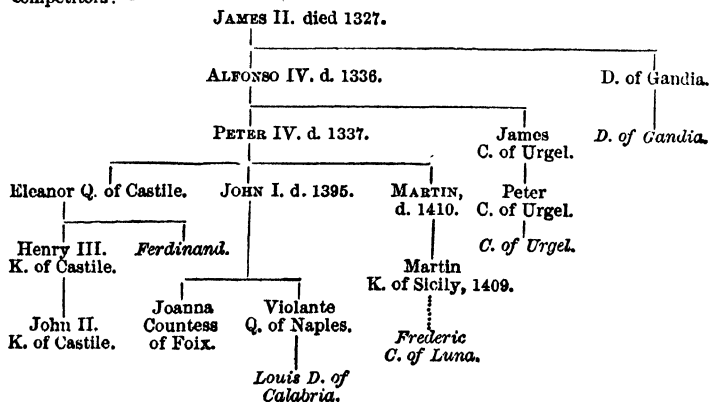 competitors.
JAMES II. died 1327.
ALFONSO IV. d. 1336.
D. of Gandia.
PETER IV. d. 1337.
James
C. of Urgel.
D. of Gandia.
Eleanor Q. of Castile.
JOHN I. d. 1395.
MARTIN,
d. 1410.
Peter
C. of Urgel.
Henry III.
K. of Castile.
Ferdinand.
C. of Urgel.
Martin
K. of Sicily, 1409.
John II.
K. of Castile.
Joanna
Countess
of Foix.
Violante
Q. of Naples.
Frederic
C. of Luna.
Louis D. of
Calabria.